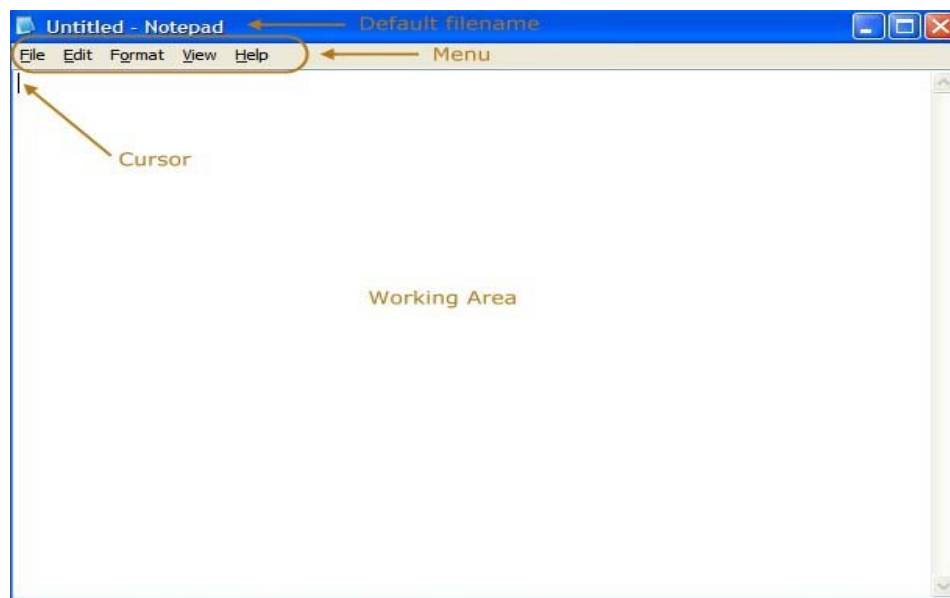 Untitled - Notepad Default filename
File Edit Format View Help Menu
Cursor
Working Area